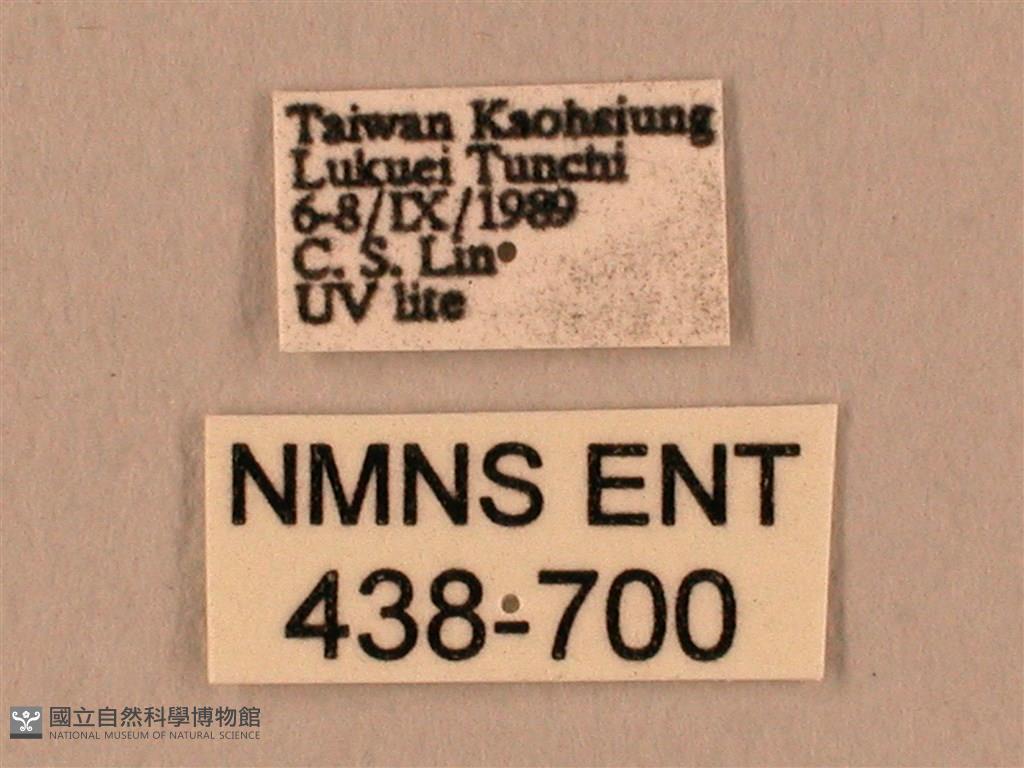 Taiwan Kaohsiung
Lukuei Tunchi
6-8/IX/1989
C. S. Lin
UV lite
NMNS ENT
438-700
國立自然科學博物館
NATIONAL MUSEUM OF NATURAL SCIENCE